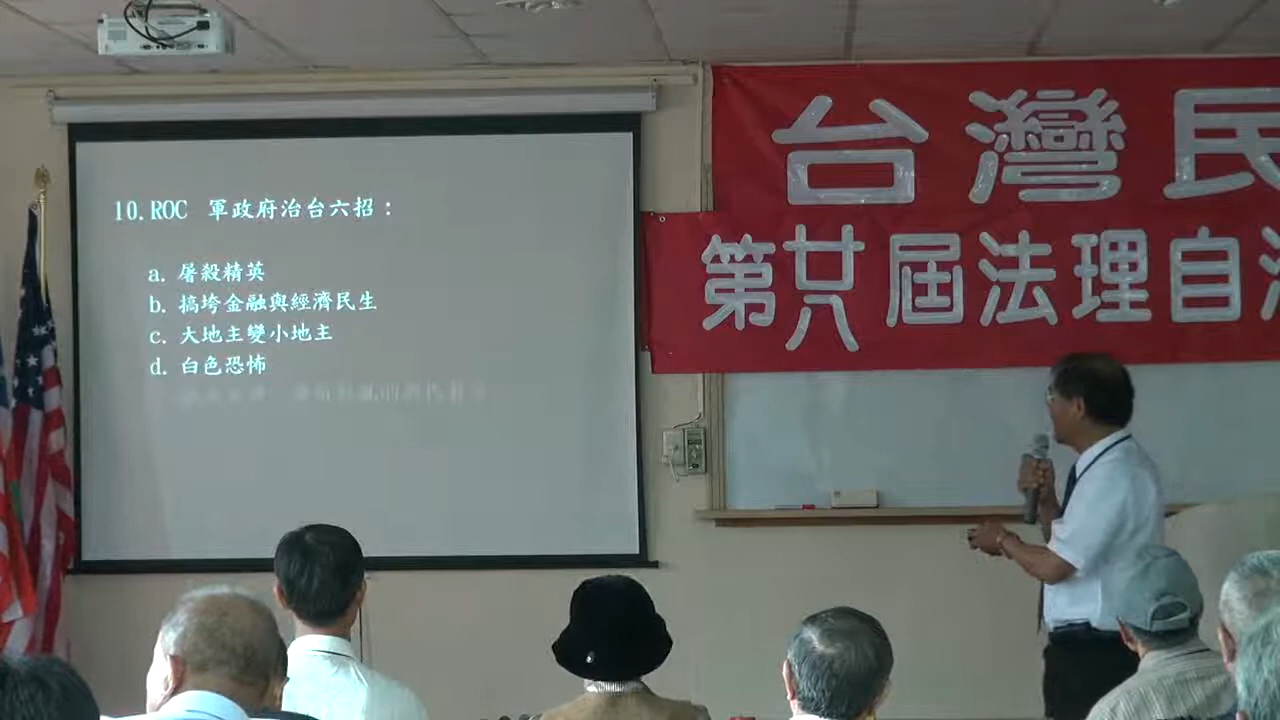 10.ROC 軍政府治台六招：
a. 屠殺精英
b. 搞垮金融與經濟民生
c. 大地主變小地主
d. 白色恐怖
台灣民
第廿八屆法理自